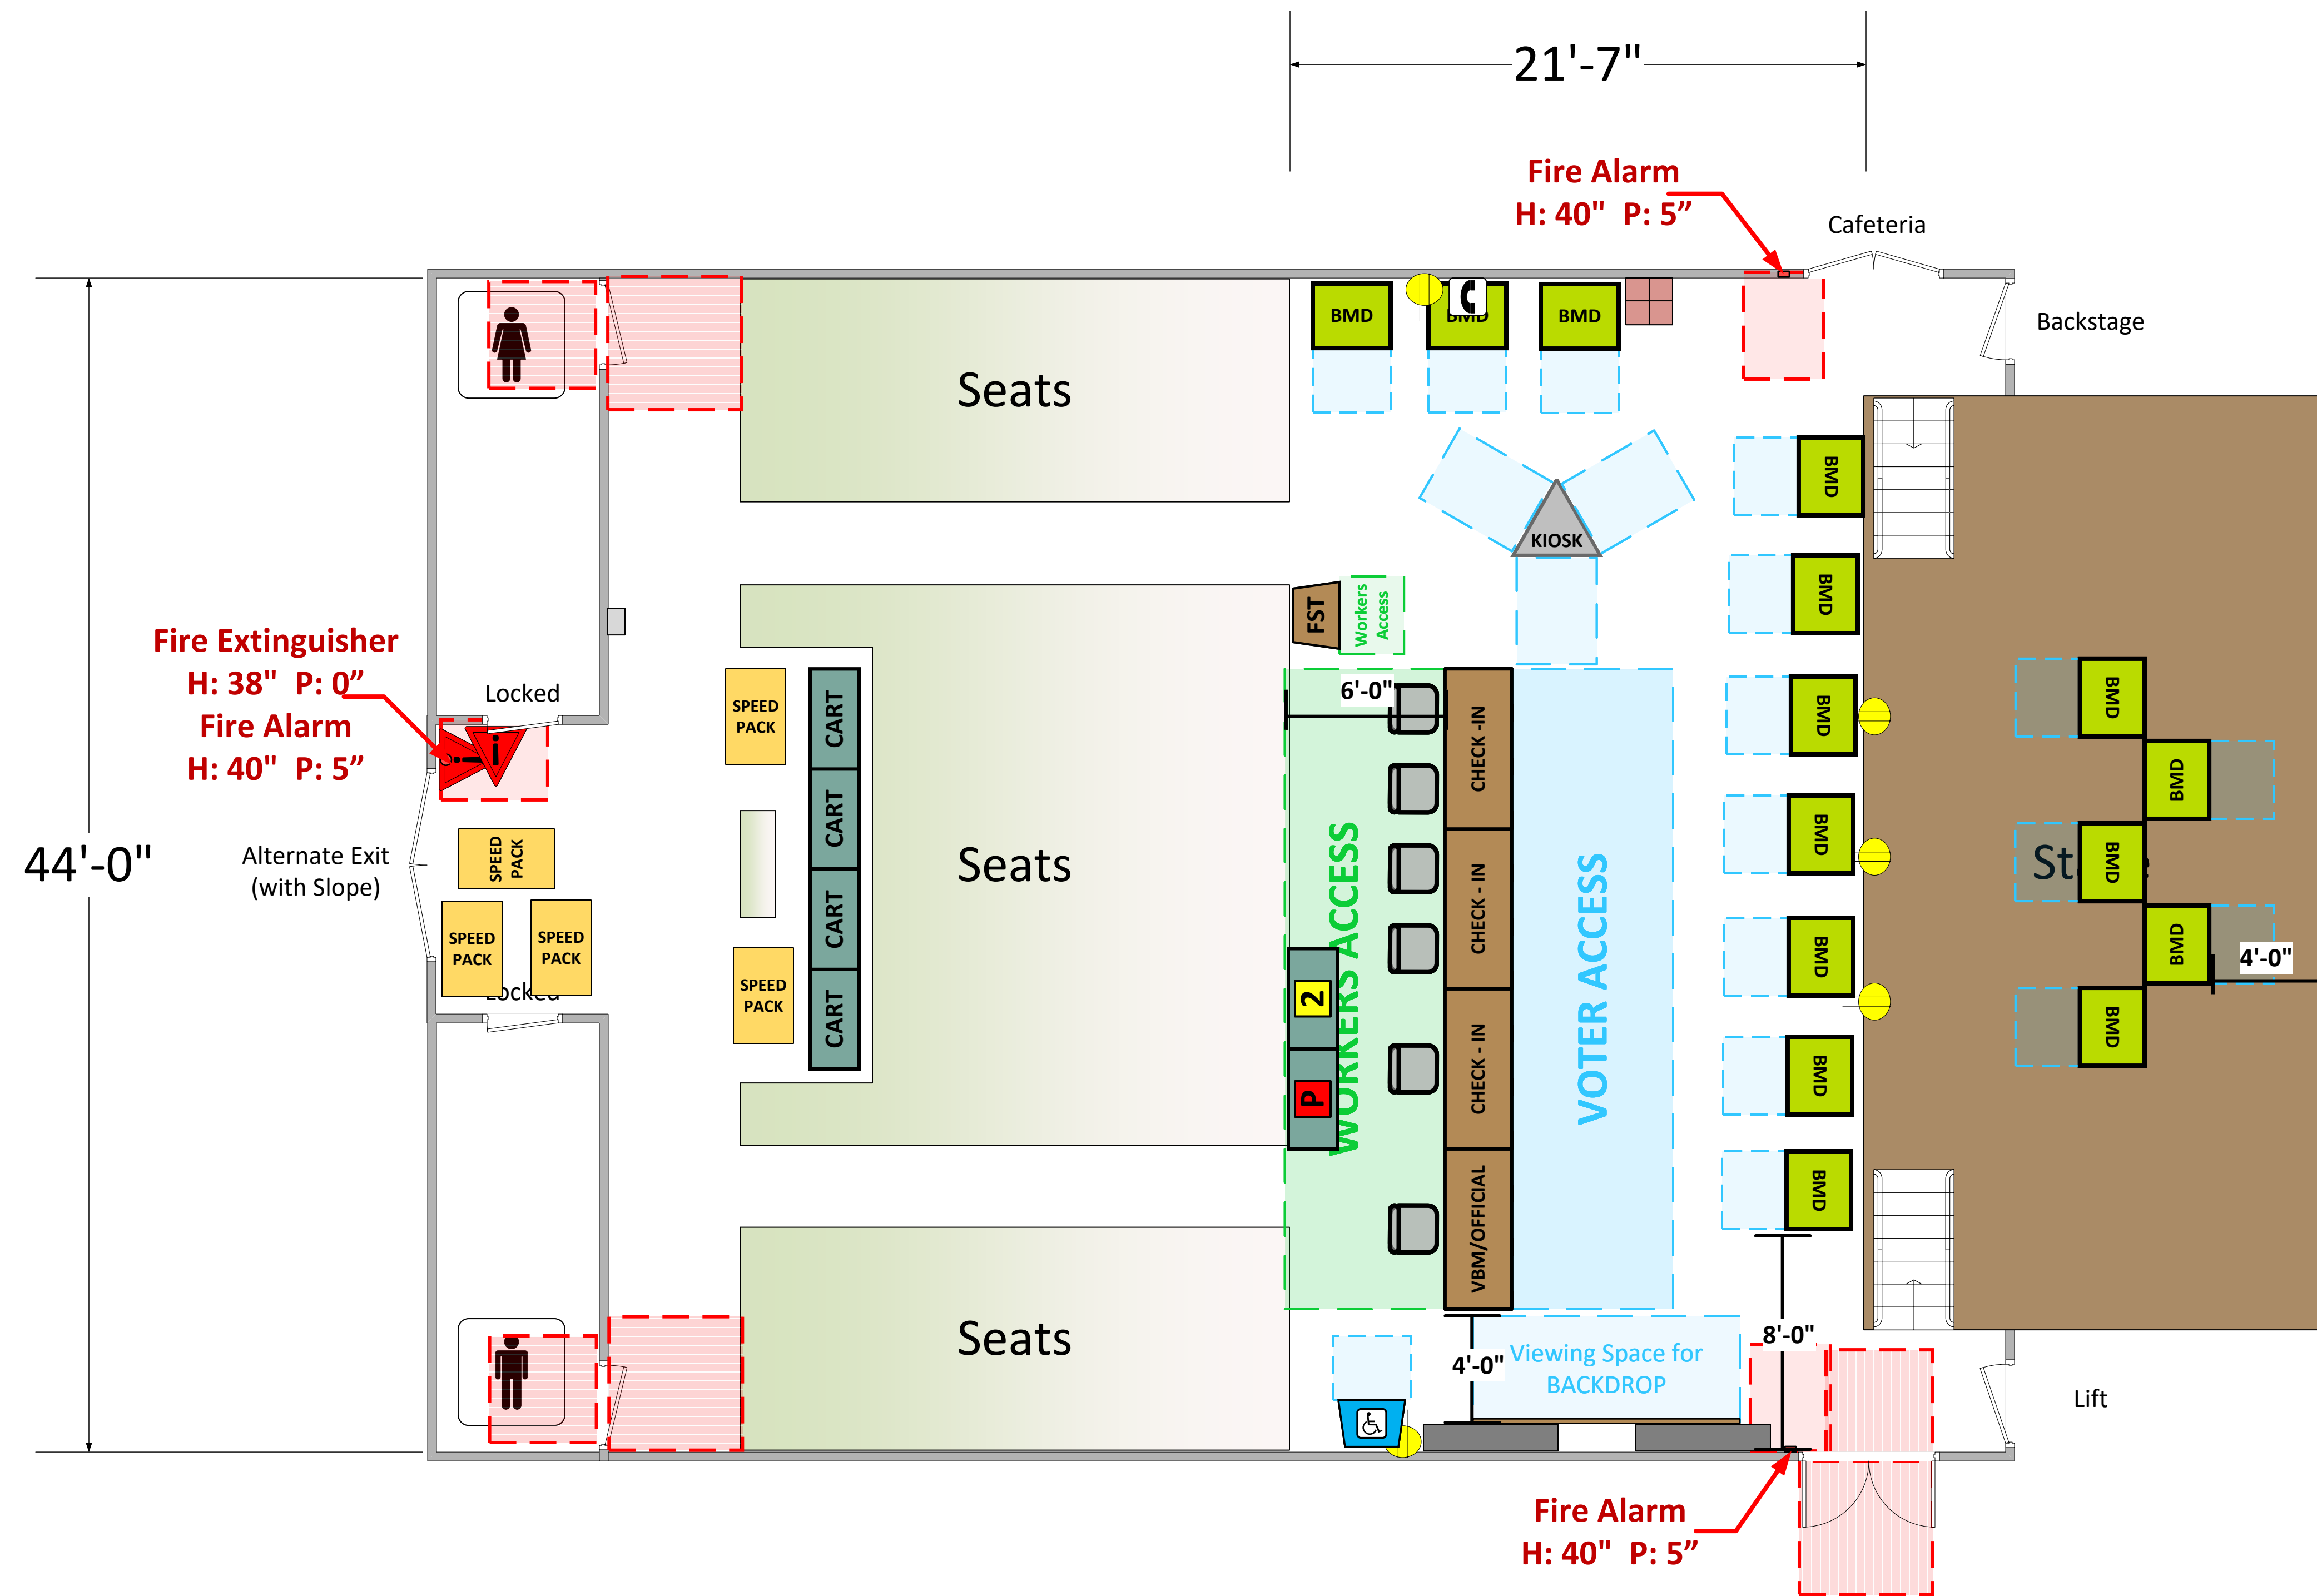 21'-7"
Fire Alarm
H: 40" P: 5”
Cafeteria
Backstage
BMD
BMD
BMD
Seats
BMD
KIOSK
BMD
FST
Workers
Access
Fire Extinguisher
H: 38" P: 0”
Fire Alarm
H: 40" P: 5”
Locked
SPEED
PACK
CART
CART
CART
CART
6'-0"
CHECK -IN
CHECK - IN
CHECK - IN
VBM/OFFICIAL
WORKERS ACCESS
VOTER ACCESS
BMD
BMD
BMD
BMD
BMD
BMD
BMD
BMD
BMD
BMD
44'-0"
Alternate Exit
(with Slope)
SPEED
PACK
SPEED
PACK
SPEED
PACK
Locked
SPEED
PACK
Seats
2
P
4'-0"
Seats
4'-0"
Viewing Space for
BACKDROP
8'-0"
Lift
Fire Alarm
H: 40" P: 5”